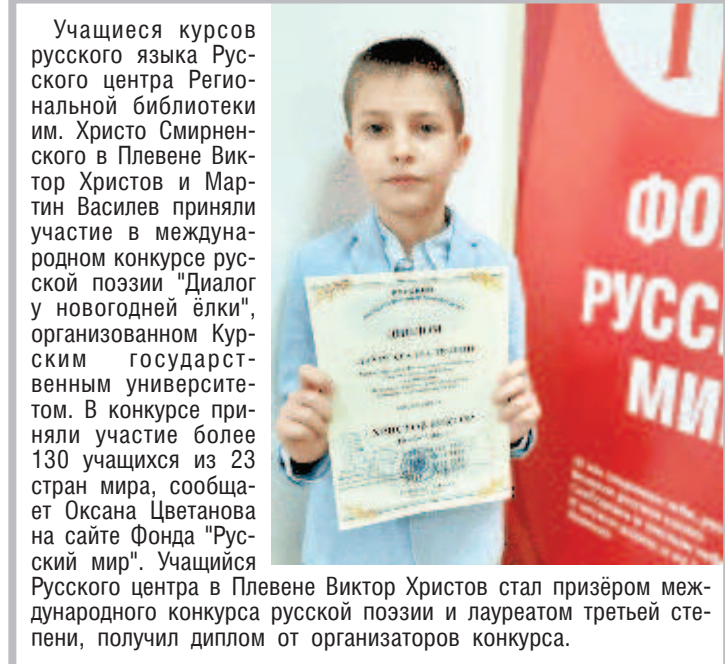 Учащиеся курсов
русского языка Рус-
ского центра Регио-
нальной библиотеки
им. Христо Смирнен-
ского в Плевене Вик-
тор Христов и Мар-
тин Василев приняли
участие в междуна-
родном конкурсе рус-
ской поэзии "Диалог
у новогодней ёлки",
организованном Кур-
ским государст-
венным университе-
том. В конкурсе при-
няли участие более
130 учащихся из 23
стран мира, сообща-
ет Оксана Цветанова
на сайте Фонда "Рус-
ский мир". Учащийся
Русского центра в Плевене Виктор Христов стал призёром меж-
дународного конкурса русской поэзии и лауреатом третьей сте-
пени, получил диплом от организаторов конкурса.
ДИПЛОМ
ФО
РУСС
МИ